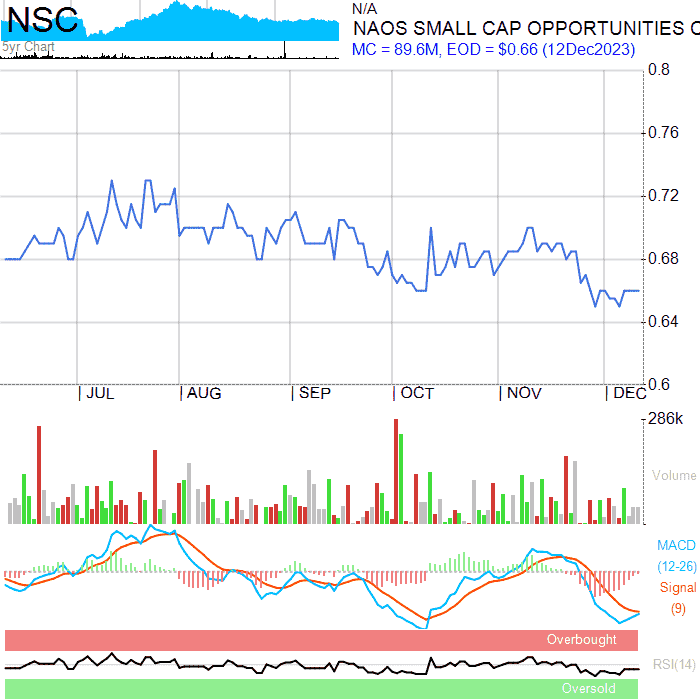 NSC
5yr Chart
N/A
NAOS SMALL CAP OPPORTUNITIES C
MC = 89.6M, EOD = $0.66 (12Dec2023)
0.8
0.76
0.72
0.68
0.64
0.6
| JUL | AUG | SEP | OCT | NOV | DEC
286k
Volume
MACD
(12-26)
Signal
(9)
Overbought
RSI(14)
Oversold